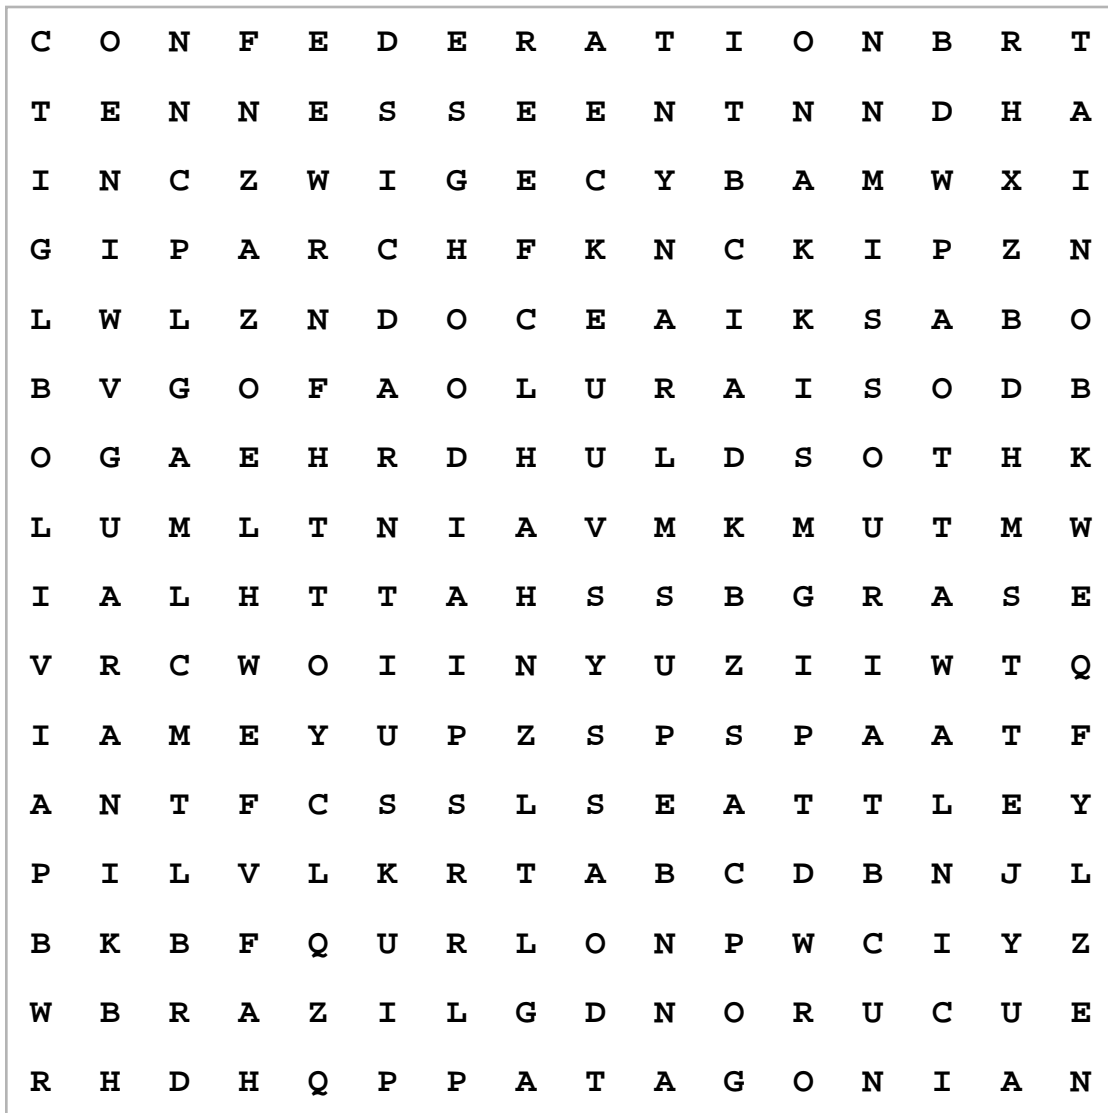 C O N F E D E R A T I O N B R T
T E N N E S S E E N T N N D H A
I N C Z W I G E C Y B A M W X I
G I P A R C H F K N C K I P Z N
L W L Z N D O C E A I K S A B O
B V G O F A O L U R A I S O D B
O G A E H R D H U L D S O T H K
L U M L T N I A V M K M U T M W
I A L H T T A H S S B G R A S E
V R C W O I I N Y U Z I I W T Q
I A M E Y U P Z S P S P A A T F
A N T F C S S L S E A T T L E Y
P I L V L K R T A B C D B N J L
B K B F Q U R L O N P W C I Y Z
W B R A Z I L G D N O R U C U E
R H D H Q P P A T A G O N I A N